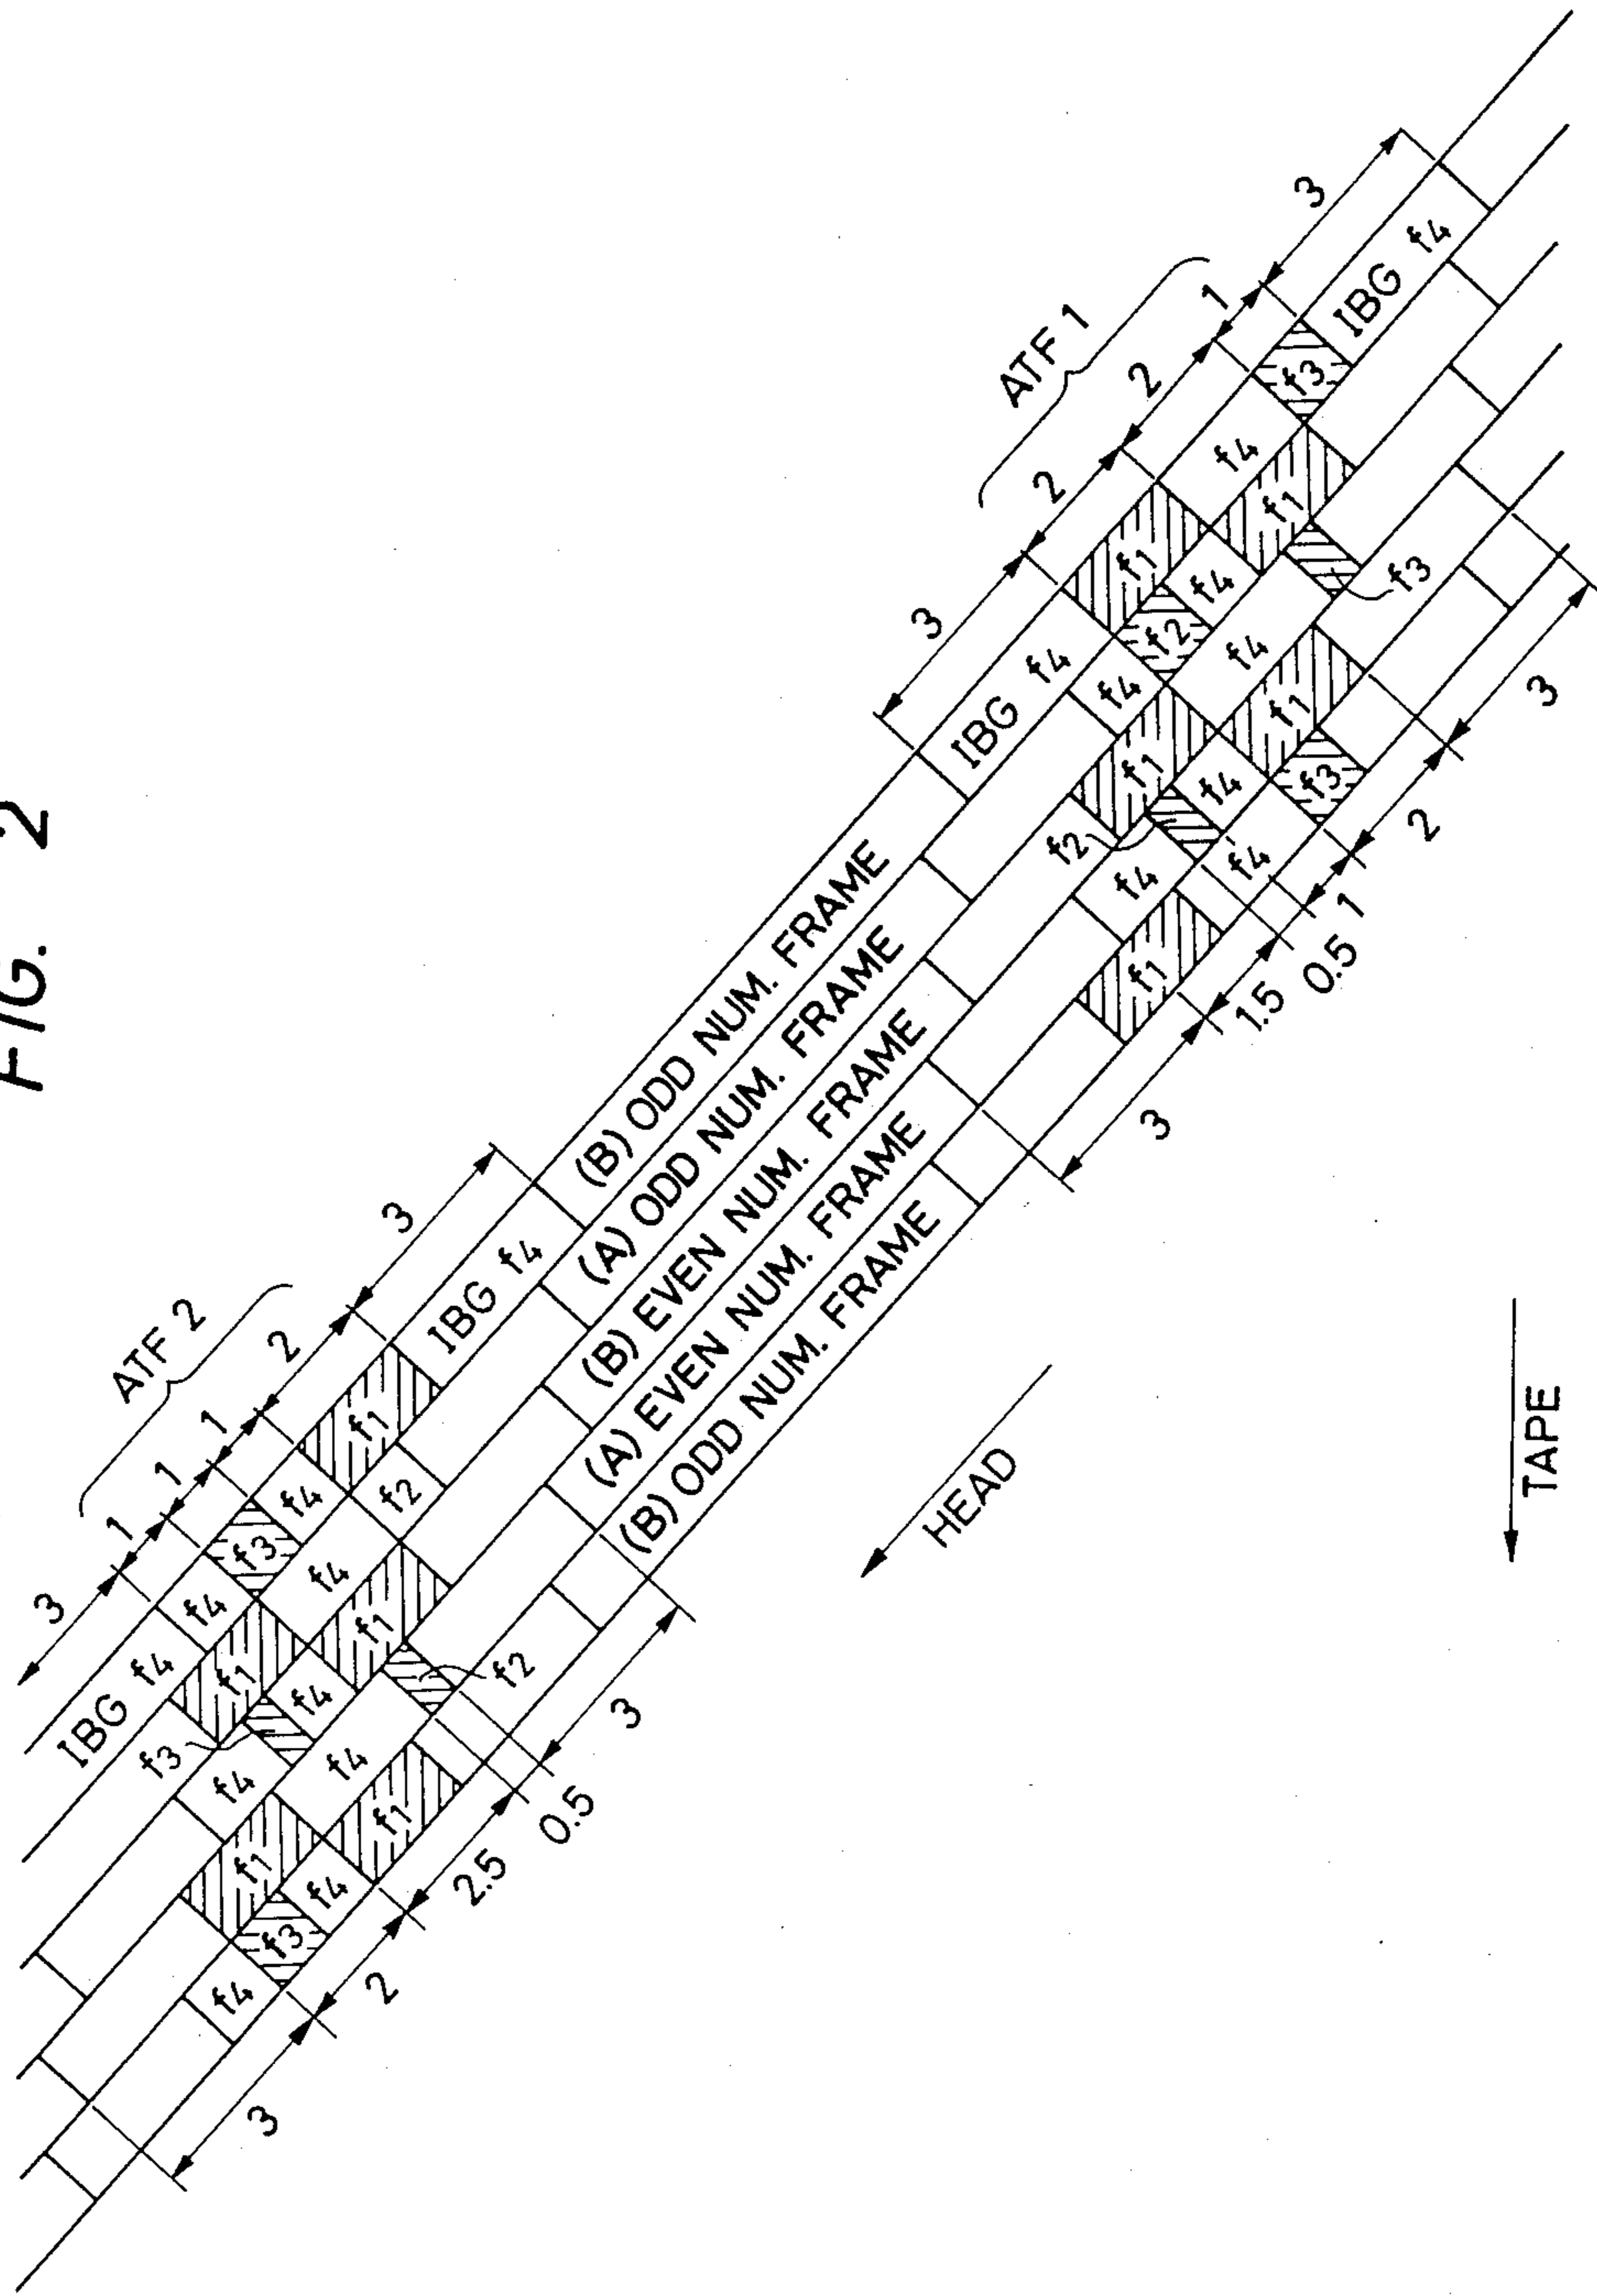 FIG. 2
ATF 2
3
1
1
1
2
3
IBG f4
f4
f3
f4
f1
IBG f4
(B) ODD NUM. FRAME
IBG f4
f1
f4
f3
IBG f4
ATF 1
3
2
2
1
3
f1
f4
f2
(A) ODD NUM. FRAME
f4
f2
f4
f1
f3
f4
f4
f1
(B) EVEN NUM. FRAME
f1
f4
f3
f1
f4
f2
(A) EVEN NUM. FRAME
f2
f4
f4
f1
f4
f3
f4
f1
(B) ODD NUM. FRAME
f1
f4
f3
3
2
2.5
0.5
3
3
1.5
0.5
1
2
3
HEAD
TAPE